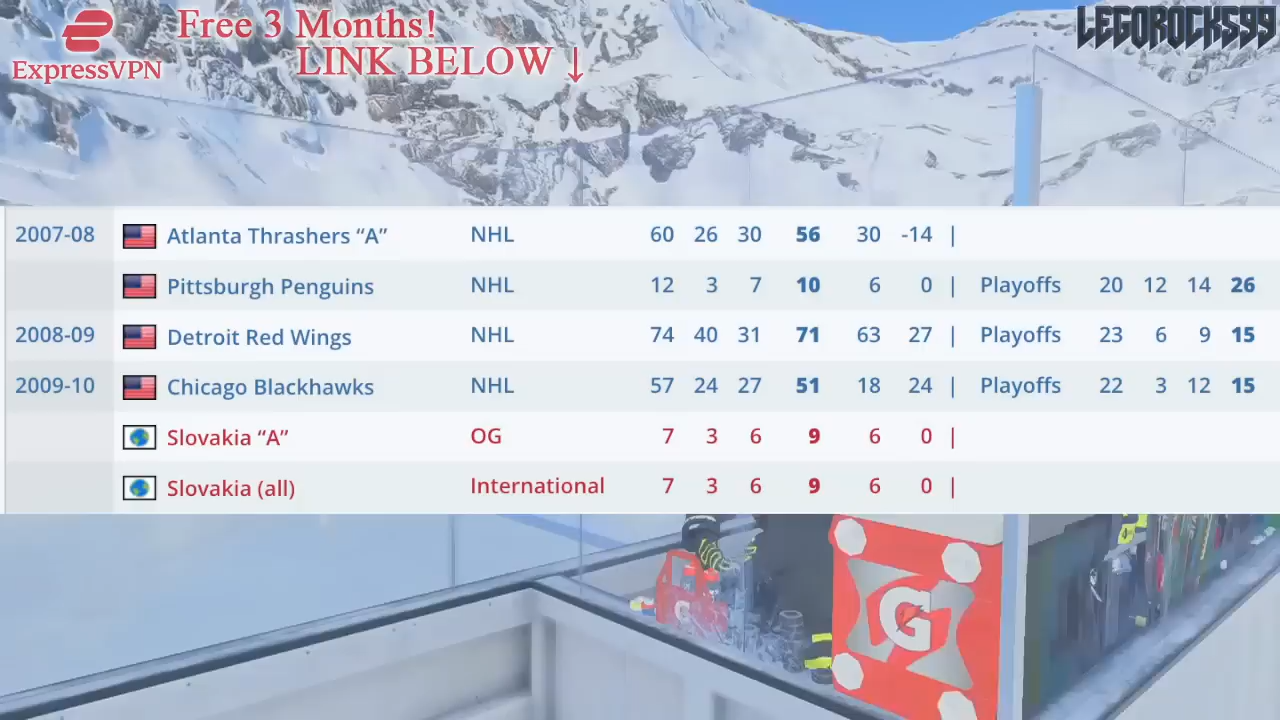 Free 3 Months!
LINK BELOW ↓
ExpressVPN
LEGOROCKS99
2007-08 Atlanta Thrashers “A” NHL 60 26 30 56 30 -14 |
Pittsburgh Penguins NHL 12 3 7 10 6 0 | Playoffs 20 12 14 26
2008-09 Detroit Red Wings NHL 74 40 31 71 63 27 | Playoffs 23 6 9 15
2009-10 Chicago Blackhawks NHL 57 24 27 51 18 24 | Playoffs 22 3 12 15
Slovakia “A” OG 7 3 6 9 6 0 |
Slovakia (all) International 7 3 6 9 6 0 |
G
G